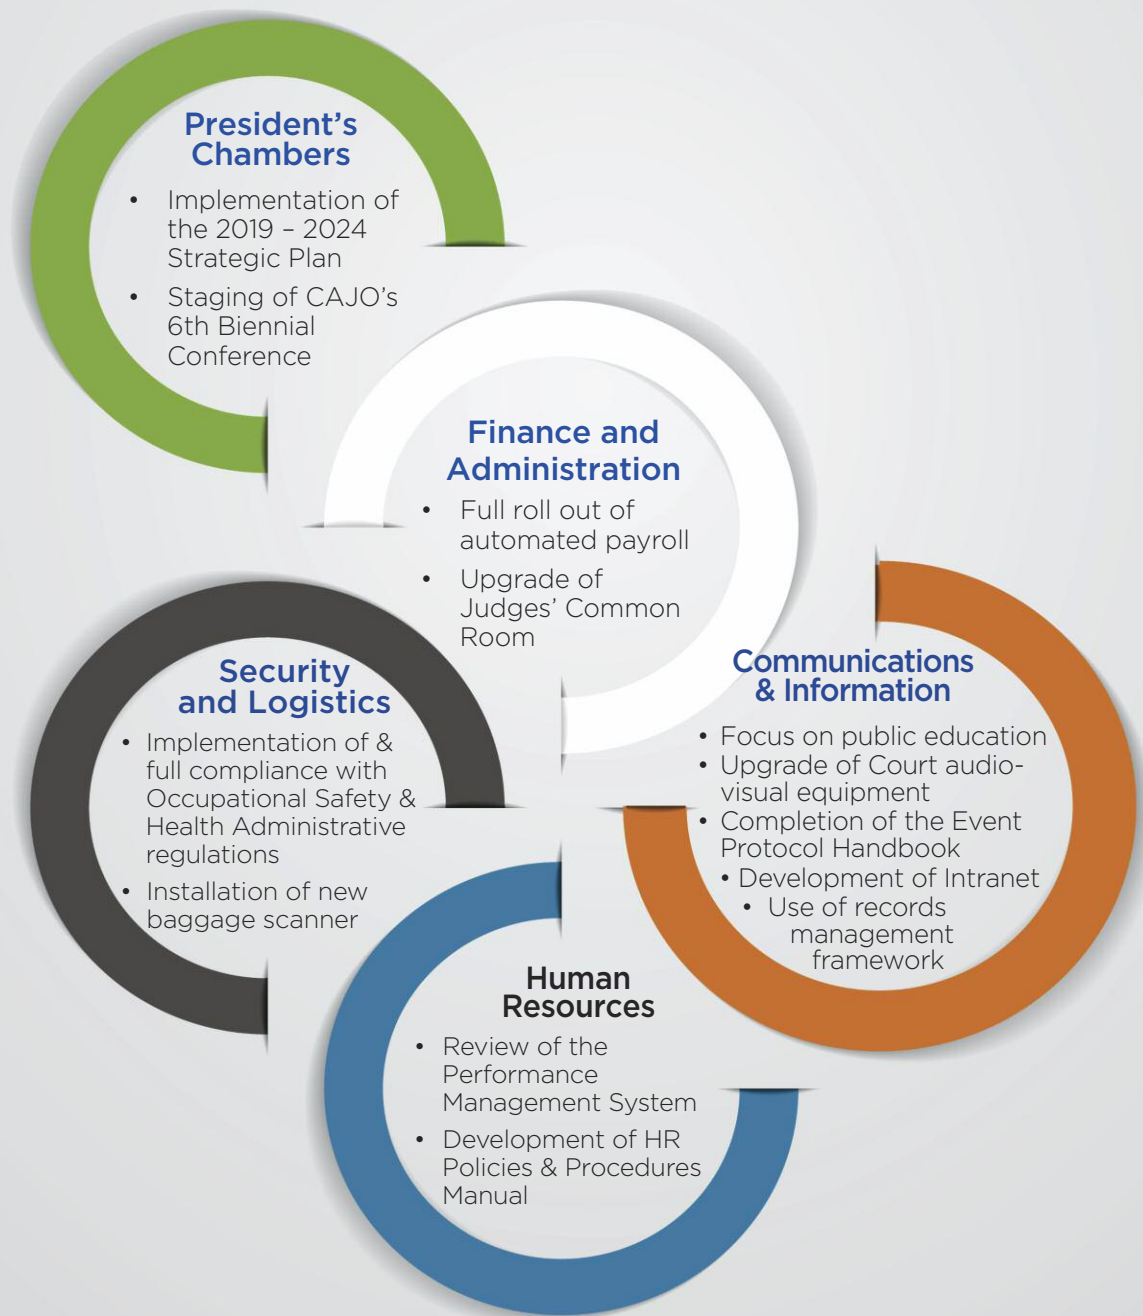 President's
Chambers
• Implementation of
the 2019 – 2024
Strategic Plan
• Staging of CAJO's
6th Biennial
Conference
Finance and
Administration
• Full roll out of
automated payroll
• Upgrade of
Judges' Common
Room
Security
and Logistics
• Implementation of &
full compliance with
Occupational Safety &
Health Administrative
regulations
• Installation of new
baggage scanner
Communications
& Information
• Focus on public education
• Upgrade of Court audio-
visual equipment
• Completion of the Event
Protocol Handbook
• Development of Intranet
• Use of records
management
framework
Human
Resources
• Review of the
Performance
Management System
• Development of HR
Policies & Procedures
Manual